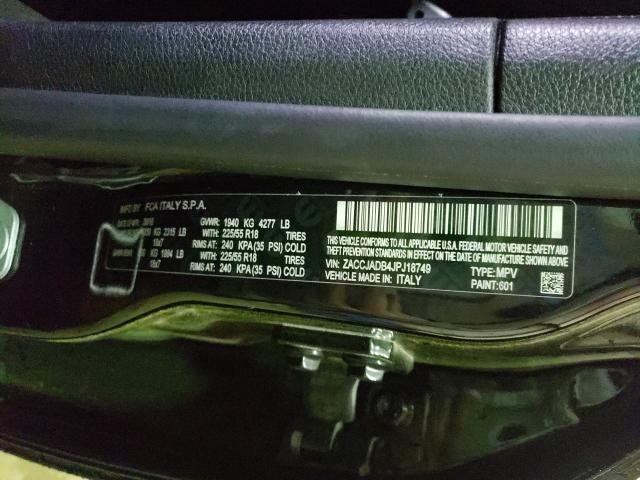 MFD BY FCA ITALY S.P.A.
GVWR: 1940 KG 4277 LB
KG 2315 LB WITH: 225/55 R18 TIRES
18x7 RIMS AT: 240 KPA(35 PSI) COLD
KG 1984 LB WITH: 225/55 R18 TIRES
18x7 RIMS AT: 240 KPA(35 PSI) COLD
THIS VEHICLE CONFORMS TO ALL APPLICABLE U.S.A. FEDERAL MOTOR VEHICLE SAFETY AND
THEFT PREVENTION STANDARDS IN EFFECT ON THE DATE OF MANUFACTURE SHOWN ABOVE
VIN: ZACCJADB4JPJ18749 TYPE: MPV
VEHICLE MADE IN: ITALY PAINT:601